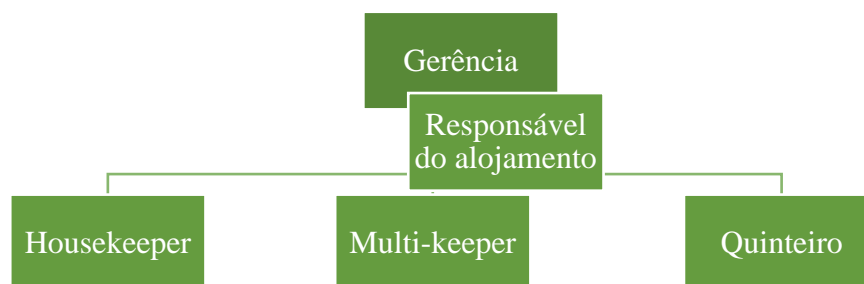 Gerência
Responsável
do alojamento
Housekeeper
Multi-keeper
Quinteiro